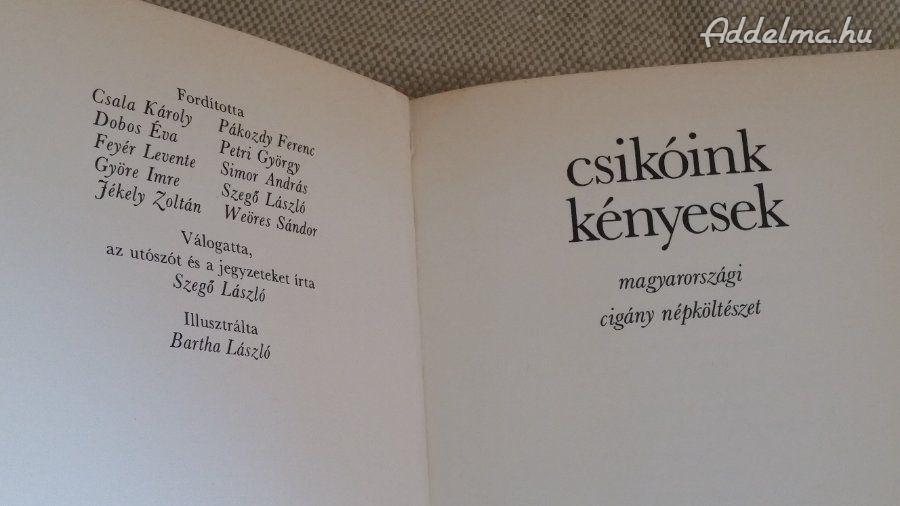 Fordította
Csala Károly
Dobos Éva
Feyér Levente
Györe Imre
Jékely Zoltán
Pákozdy Ferenc
Petri György
Simor András
Szegő László
Weöres Sándor
Válogatta,
az utószót és a jegyzeteket írta
Szegő László
Illusztrálta
Bartha László
Addelma.hu
csikóink
kényesek
magyarországi
cigány népköltészet